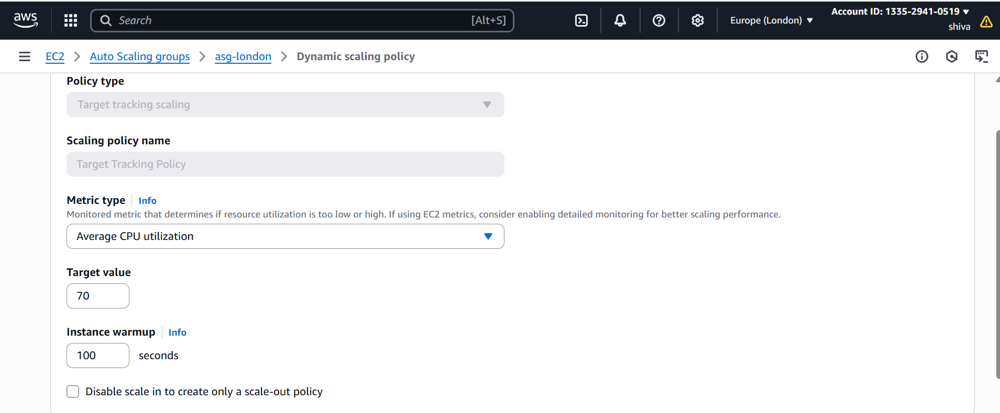 aws
Search [Alt+S]
Europe (London)
Account ID: 1335-2941-0519
shiva
EC2 > Auto Scaling groups > asg-london > Dynamic scaling policy
Policy type
Target tracking scaling
Scaling policy name
Target Tracking Policy
Metric type Info
Monitored metric that determines if resource utilization is too low or high. If using EC2 metrics, consider enabling detailed monitoring for better scaling performance.
Average CPU utilization
Target value
70
Instance warmup Info
100 seconds
Disable scale in to create only a scale-out policy